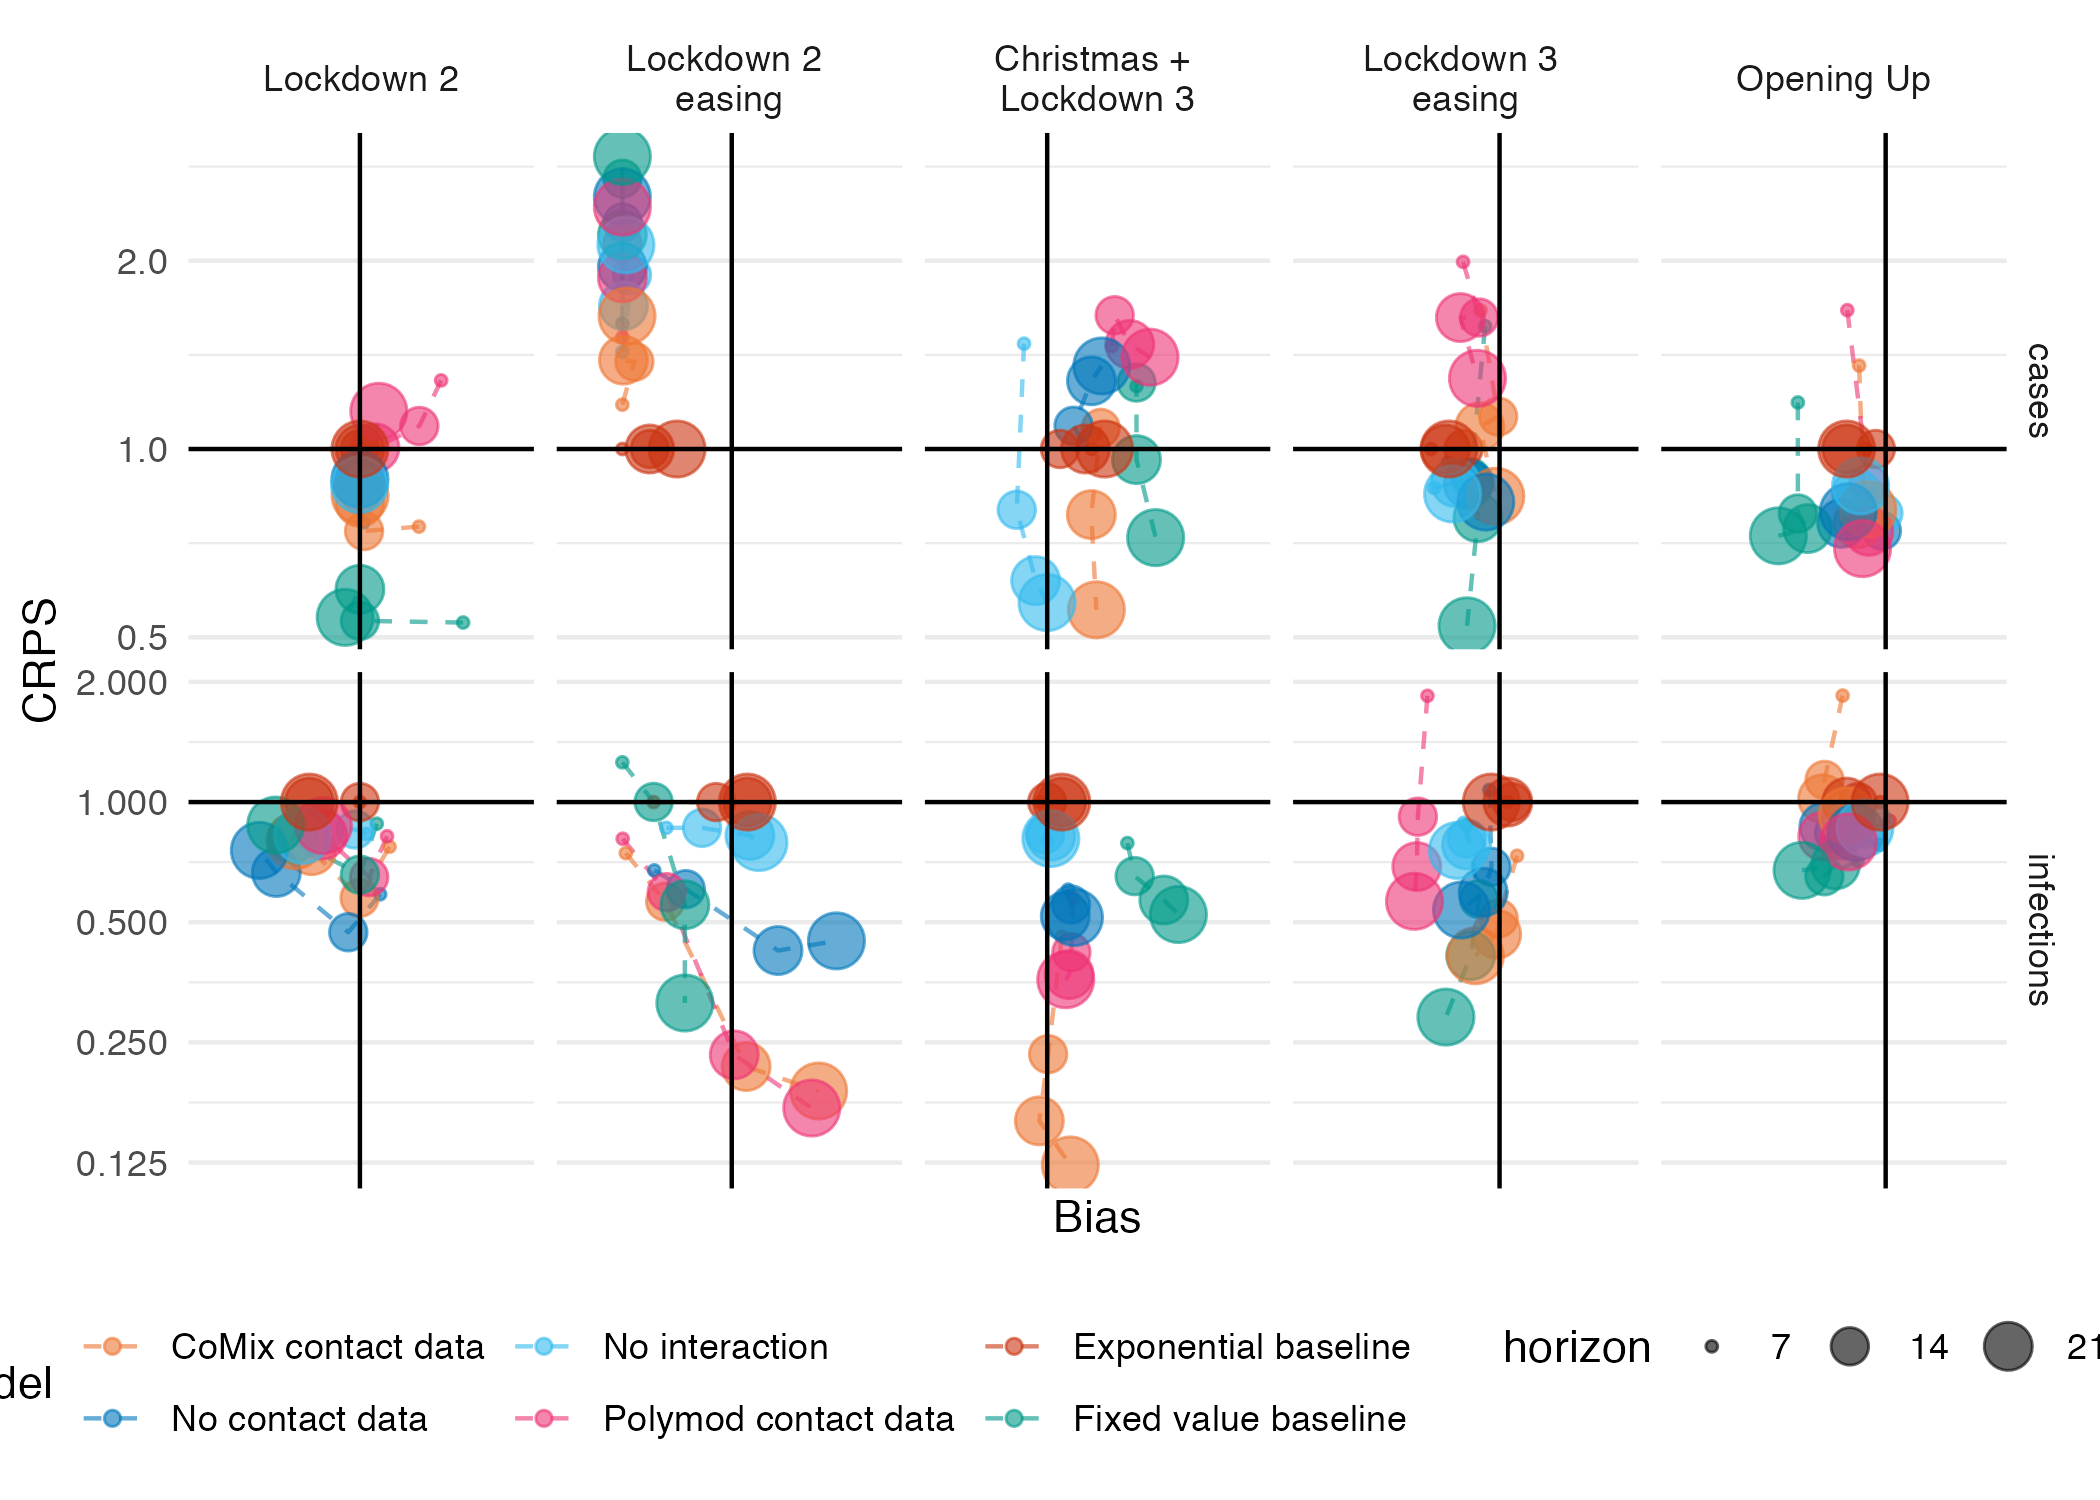 Lockdown 2
Lockdown 2
easing
Christmas +
Lockdown 3
Lockdown 3
easing
Opening Up
2.0
1.0
0.5
cases
CRPS
2.000
1.000
0.500
0.250
0.125
infections
Bias
del
CoMix contact data
No interaction
Exponential baseline
No contact data
Polymod contact data
Fixed value baseline
horizon
7
14
21